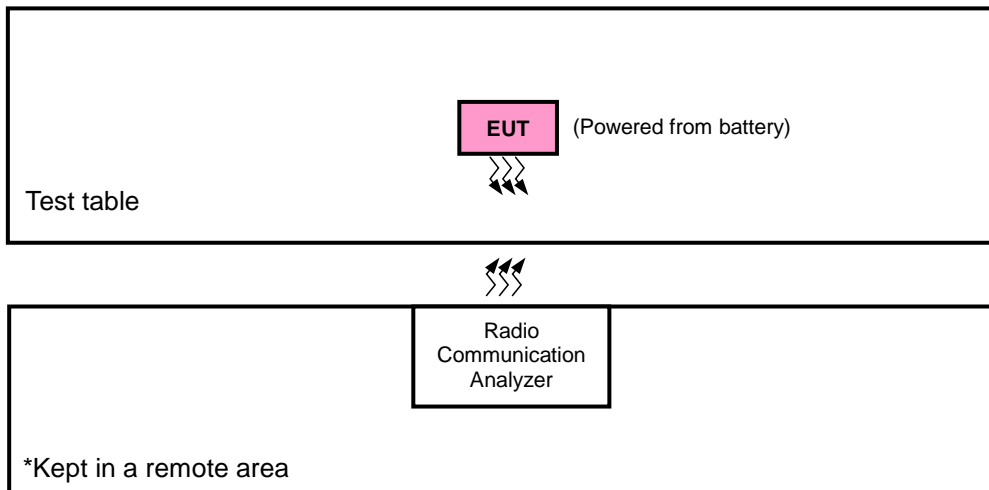 EUT
(Powered from battery)
Test table
Radio
Communication
Analyzer
*Kept in a remote area